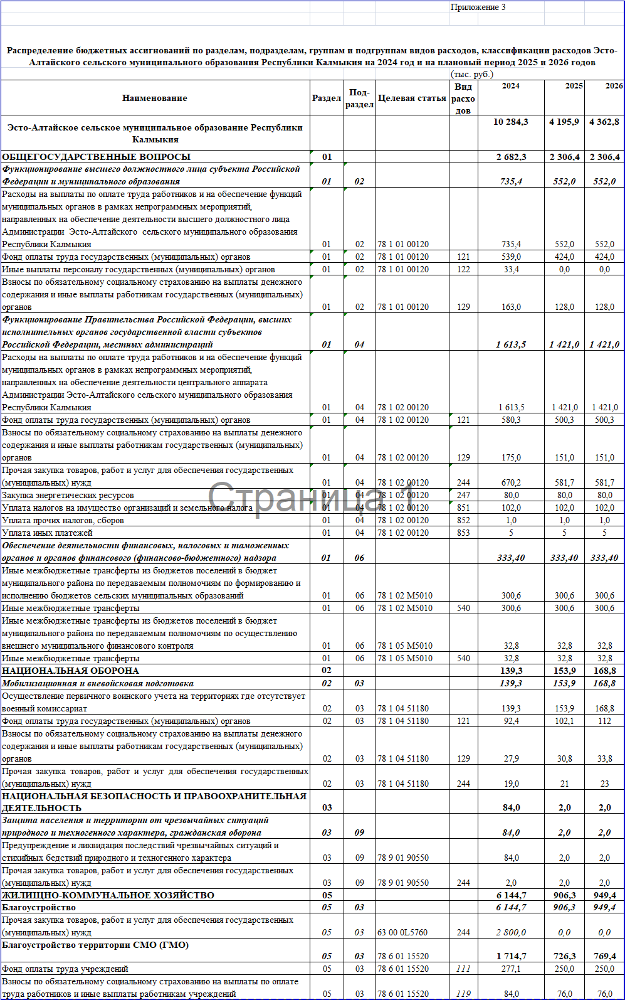 Приложение 3
Распределение бюджетных ассигнований по разделам, подразделам, группам и подгруппам видов расходов, классификации расходов Эсто-
Алтайского сельского муниципального образования Республики Калмыкия на 2024 год и на плановый период 2025 и 2026 годов
(тыс. руб.)
Наименование Раздел Под-раздел Целевая статья Вид расхо дов 2024 2025 2026
Эсто-Алтайское сельское муниципальное образование Республики
Калмыкия 10 284,3 4 195,9 4 362,8
ОБЩЕГОСУДАРСТВЕННЫЕ ВОПРОСЫ 01 2 682,3 2 306,4 2 306,4
Функционирование высшего должностного лица субъекта Российской
Федерации и муниципального образования 01 02 735,4 552,0 552,0
Расходы на выплаты по оплате труда работников и на обеспечение функций
муниципальных органов в рамках непрограммных мероприятий,
направленных на обеспечение деятельности высшего должностного лица
Администрации Эсто-Алтайского сельского муниципального образования
Республики Калмыкия 01 02 78 1 01 00120 735,4 552,0 552,0
Фонд оплаты труда государственных (муниципальных) органов 01 02 78 1 01 00120 121 539,0 424,0 424,0
Иные выплаты персоналу государственных (муниципальных) органов 01 02 78 1 01 00120 122 33,4 0,0 0,0
Взносы по обязательному социальному страхованию на выплаты денежного
содержания и иные выплаты работникам государственных (муниципальных)
органов 01 02 78 1 01 00120 129 163,0 128,0 128,0
Функционирование Правительства Российской Федерации, высших
исполнительных органов государственной власти субъектов
Российской Федерации, местных администраций 01 04 1 613,5 1 421,0 1 421,0
Расходы на выплаты по оплате труда работников и на обеспечение функций
муниципальных органов в рамках непрограммных мероприятий,
направленных на обеспечение деятельности центрального аппарата
Администрации Эсто-Алтайского сельского муниципального образования
Республики Калмыкия 01 04 78 1 02 00120 1 613,5 1 421,0 1 421,0
Фонд оплаты труда государственных (муниципальных) органов 01 04 78 1 02 00120 121 580,3 500,3 500,3
Взносы по обязательному социальному страхованию на выплаты денежного
содержания и иные выплаты работникам государственных (муниципальных)
органов 01 04 78 1 02 00120 129 175,0 151,0 151,0
Прочая закупка товаров, работ и услуг для обеспечения государственных
(муниципальных) нужд 01 04 78 1 02 00120 244 670,2 581,7 581,7
Страница 1
Закупка энергетических ресурсов 01 04 78 1 02 00120 247 80,0 80,0 80,0
Уплата налогов на имущество организаций и земельного налога 01 04 78 1 02 00120 851 102,0 102,0 102,0
Уплата прочих налогов, сборов 01 04 78 1 02 00120 852 1,0 1,0 1,0
Уплата иных платежей 01 04 78 1 02 00120 853 5 5 5
Обеспечение деятельности финансовых, налоговых и таможенных
органов и органов финансового (финансово-бюджетного) надзора 01 06 333,40 333,40 333,40
Иные межбюджетные трансферты из бюджетов поселений в бюджет
муниципального района по передаваемым полномочиям по формированию и
исполнению бюджетов сельских муниципальных образований 01 06 78 1 02 М5010 300,6 300,6 300,6
Иные межбюджетные трансферты 01 06 78 1 02 М5010 540 300,6 300,6 300,6
Иные межбюджетные трансферты из бюджетов поселений в бюджет
муниципального района по передаваемым полномочиям по осуществлению
внешнего муниципального финансового контроля 01 06 78 1 05 М5010 32,8 32,8 32,8
Иные межбюджетные трансферты 01 06 78 1 05 М5010 540 32,8 32,8 32,8
НАЦИОНАЛЬНАЯ ОБОРОНА 02 139,3 153,9 168,8
Мобилизационная и вневойсковая подготовка 02 03 139,3 153,9 168,8
Осуществление первичного воинского учета на территориях где отсутствует
военный комиссариат 02 03 78 1 04 51180 139,3 153,9 168,8
Фонд оплаты труда государственных (муниципальных) органов 02 03 78 1 04 51180 121 92,4 102,1 112
Взносы по обязательному социальному страхованию на выплаты денежного
содержания и иные выплаты работникам государственных (муниципальных)
органов 02 03 78 1 04 51180 129 27,9 30,8 33,8
Прочая закупка товаров, работ и услуг для обеспечения государственных
(муниципальных) нужд 02 03 78 1 04 51180 244 19,0 21 23
НАЦИОНАЛЬНАЯ БЕЗОПАСНОСТЬ И ПРАВООХРАНИТЕЛЬНАЯ
ДЕЯТЕЛЬНОСТЬ 03 84,0 2,0 2,0
Защита населения и территории от чрезвычайных ситуаций
природного и техногенного характера, гражданская оборона 03 09 84,0 2,0 2,0
Предупреждение и ликвидация последствий чрезвычайных ситуаций и
стихийных бедствий природного и техногенного характера 03 09 78 9 01 90550 84,0 2,0 2,0
Прочая закупка товаров, работ и услуг для обеспечения государственных
(муниципальных) нужд 03 09 78 9 01 90550 244 2,0 2,0 2,0
ЖИЛИЩНО-КОММУНАЛЬНОЕ ХОЗЯЙСТВО 05 6 144,7 906,3 949,4
Благоустройство 05 03 6 144,7 906,3 949,4
Прочая закупка товаров, работ и услуг для обеспечения государственных
(муниципальных) нужд 05 03 63 00 0L5760 244 2 800,0 0,0 0,0
Благоустройство территории СМО (ГМО)
05 03 78 6 01 15520 1 714,7 726,3 769,4
Фонд оплаты труда учреждений 05 03 78 6 01 15520 111 277,1 250,0 250,0
Взносы по обязательному социальному страхованию на выплаты по оплате
труда работников и иные выплаты работникам учреждений 05 03 78 6 01 15520 119 84,0 76,0 76,0